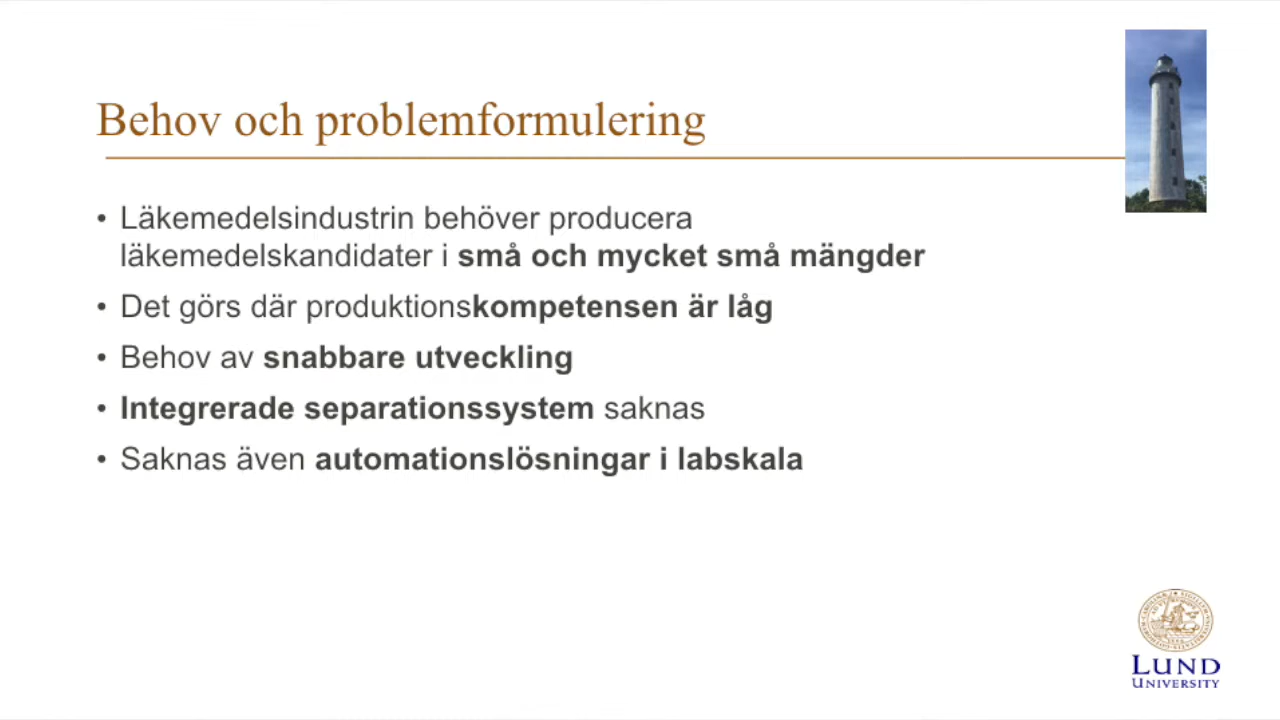 Behov och problemformulering
• Läkemedelsindustrin behöver producera
läkemedelskandidater i små och mycket små mängder
• Det görs där produktionskompetensen är låg
• Behov av snabbare utveckling
• Integrerade separationssystem saknas
• Saknas även automationslösningar i labskala
LUND
UNIVERSITY